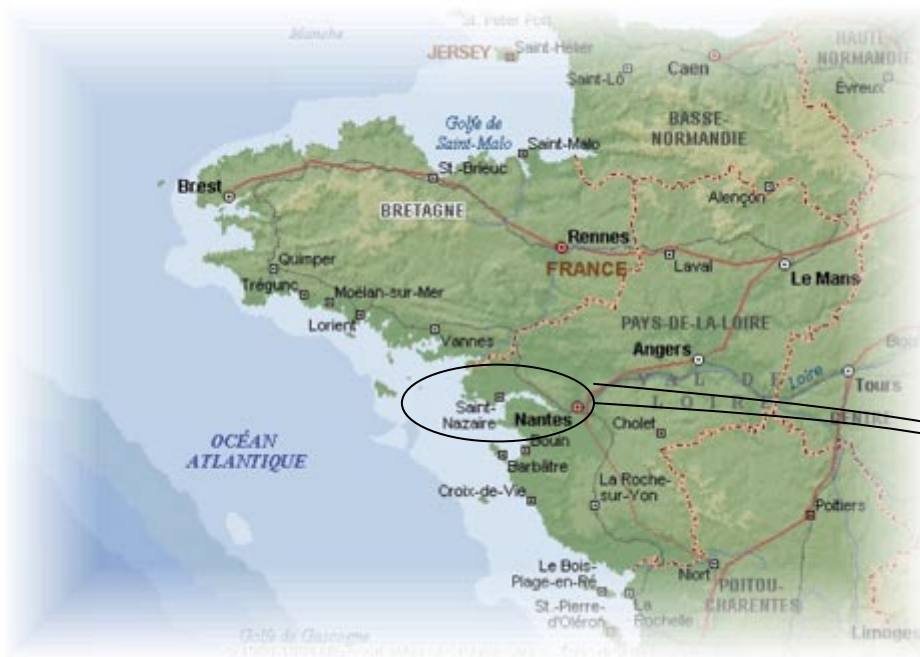 St. Peter Port
Manche
JERSEY
Saint-Hélier
HAUTE-
NORMANDIE
Caen
Saint-Lô
Évreux
BASSE-
NORMANDIE
Golfe de
Saint-Malo
Saint-Malo
St.-Brieuc
Brest
Alençon
BRETAGNE
Rennes
FRANCE
Laval
Le Mans
Quimper
Trégunc
Moëlan-sur-Mer
Lorient
Vannes
PAYS-DE-LA-LOIRE
Angers
VAL DE
LOIRE
Loire
Tours
CENTRE
Saint-
Nazaire
Nantes
Cholet
OCÉAN
ATLANTIQUE
Bouin
Barbâtre
Croix-de-Vie
La Roche-
sur-Yon
Poitiers
Le Bois-
Plage-en-Ré
Niort
POITOU-
CHARENTES
St.-Pierre-
d'Oléron
La
Rochelle
Limoges
Golfe de Gascogne